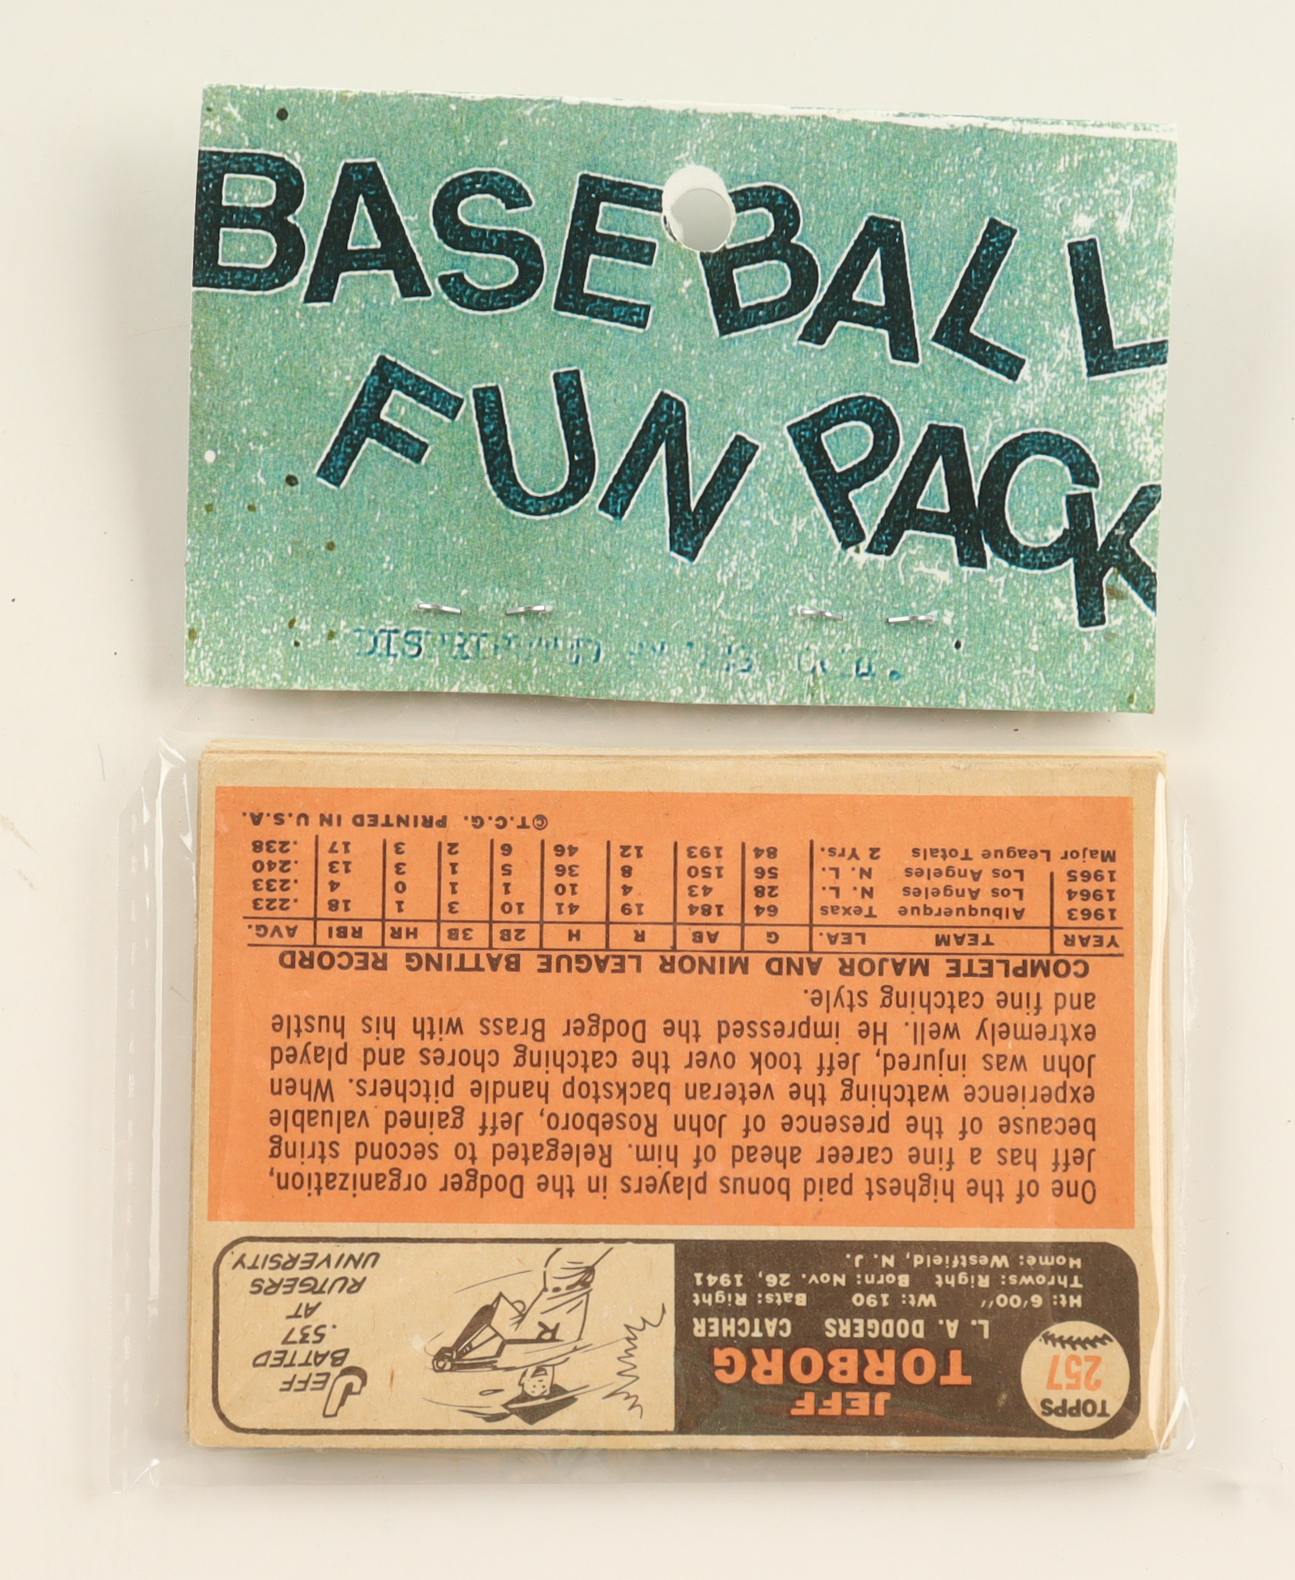 BASEBALL
FUN PACK
TOPPS
257
JEFF
TORBORG
L. A. DODGERS CATCHER
Ht: 6'00" Wt: 190 Bats: Right
Throws: Right Born: Nov. 26, 1941
Home: Westfield, N. J.
JEFF
BATTED
.537
AT
RUTGERS
UNIVERSITY
R
One of the highest paid bonus players in the Dodger organization,
Jeff has a fine career ahead of him. Relegated to second string
because of the presence of John Roseboro, Jeff gained valuable
experience watching the veteran backstop handle pitchers. When
John was injured, Jeff took over the catching chores and played
extremely well. He impressed the Dodger Brass with his hustle
and fine catching style.
COMPLETE MAJOR AND MINOR LEAGUE BATTING RECORD
YEAR TEAM LEA. G AB R H 2B 3B HR RBI AVG.
1963 Albuquerque Texas 64 184 19 41 10 3 1 18 .223
1964 Los Angeles N. L. 28 43 4 10 1 1 0 4 .233
1965 Los Angeles N. L. 56 150 8 36 5 1 3 13 .240
Major League Totals 2 Yrs. 84 193 12 46 6 2 3 17 .238
©T.C.G. PRINTED IN U.S.A.